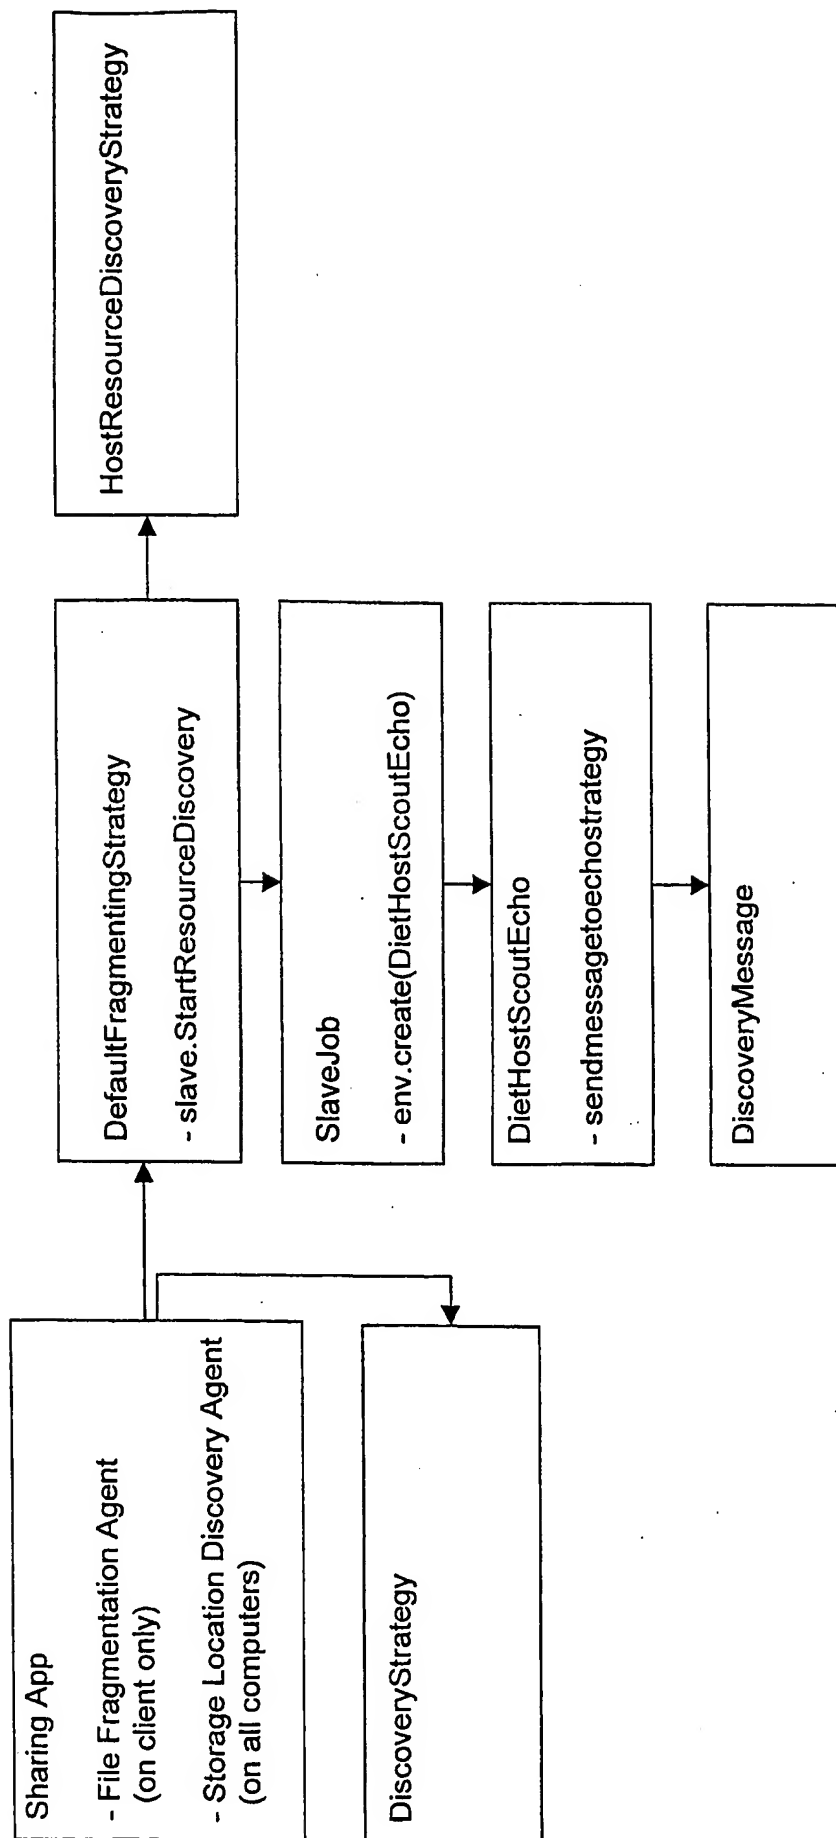 Sharing App
- File Fragmentation Agent
(on client only)
- Storage Location Discovery Agent
(on all computers)
DiscoveryStrategy
DefaultFragmentingStrategy
- slave.StartResourceDiscovery
SlaveJob
- env.create(DietHostScoutEcho)
DietHostScoutEcho
- sendmessagetoechostrategy
DiscoveryMessage
HostResourceDiscoveryStrategy